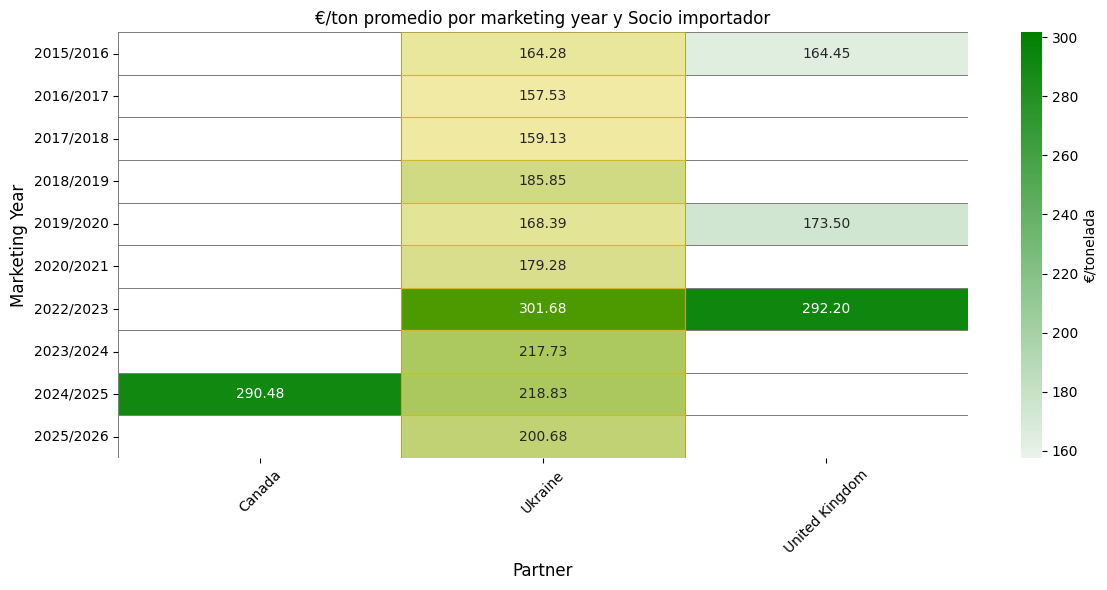 €/ton promedio por marketing year y Socio importador
Marketing Year
2015/2016 164.28 164.45
2016/2017 157.53
2017/2018 159.13
2018/2019 185.85
2019/2020 168.39 173.50
2020/2021 179.28
2022/2023 301.68 292.20
2023/2024 217.73
2024/2025 290.48 218.83
2025/2026 200.68
Canada Ukraine United Kingdom
Partner
300
280
260
240
220
200
180
160
€/tonelada